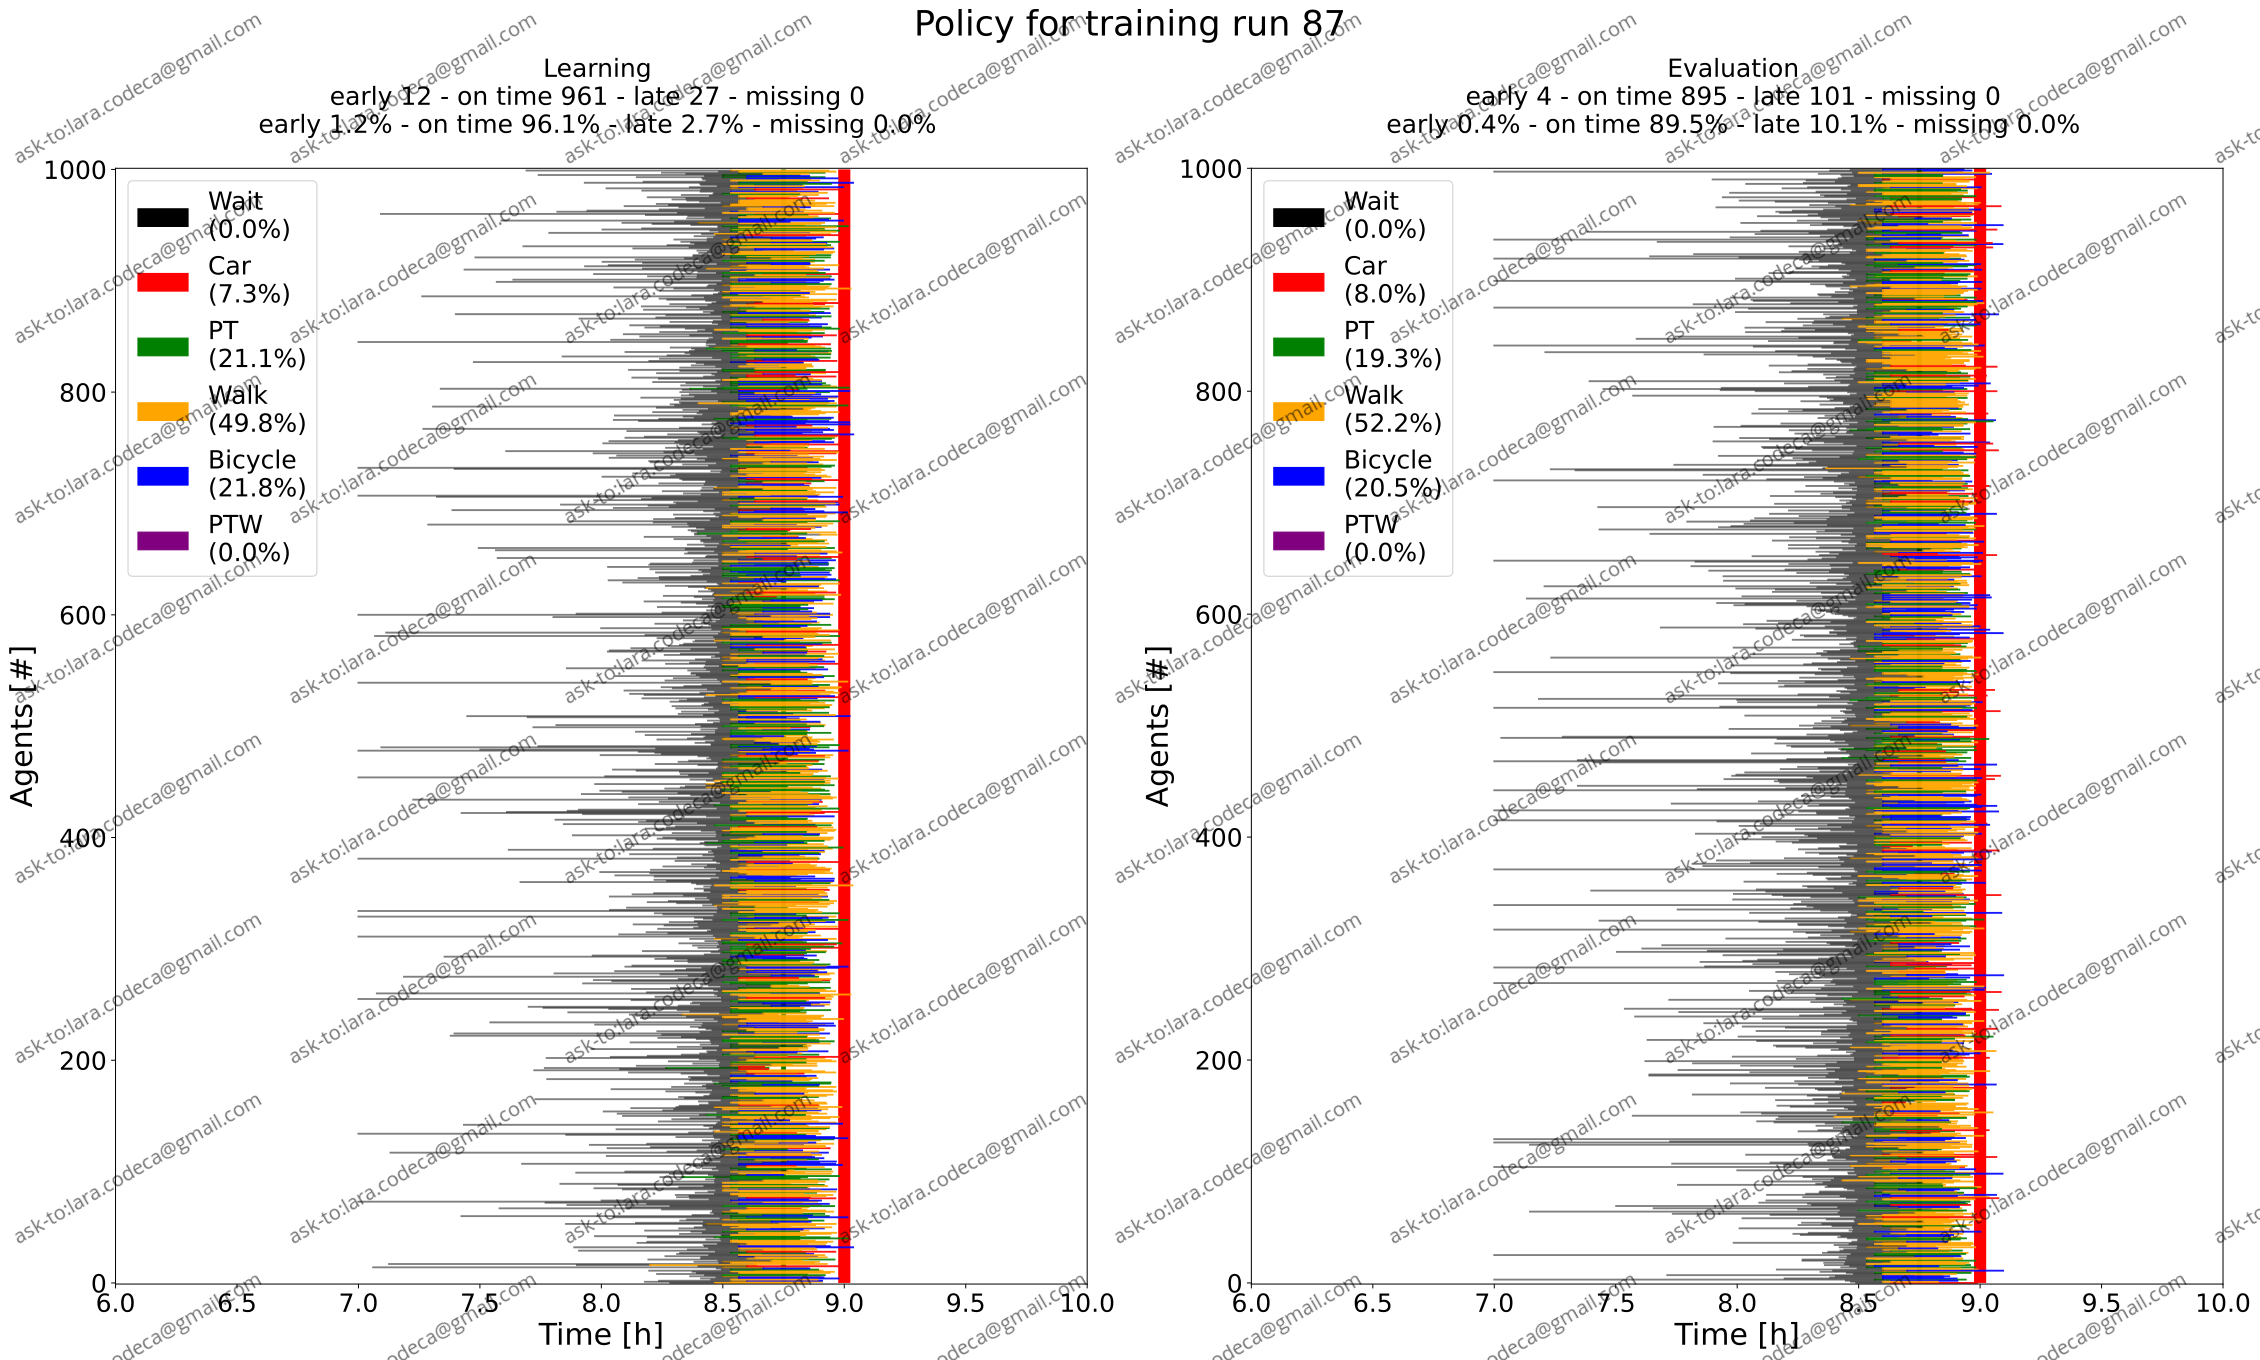 Policy for training run 87
Learning
early 12 - on time 961 - late 27 - missing 0
early 1.2% - on time 96.1% - late 2.7% - missing 0.0%
Wait
(0.0%)
Car
(7.3%)
PT
(21.1%)
Walk
(49.8%)
Bicycle
(21.8%)
PTW
(0.0%)
1000
800
600
400
200
0
Agents [#]
6.0 6.5 7.0 7.5 8.0 8.5 9.0 9.5 10.0
Time [h]
Evaluation
early 4 - on time 895 - late 101 - missing 0
early 0.4% - on time 89.5% - late 10.1% - missing 0.0%
Wait
(0.0%)
Car
(8.0%)
PT
(19.3%)
Walk
(52.2%)
Bicycle
(20.5%)
PTW
(0.0%)
1000
800
600
400
200
0
Agents [#]
6.0 6.5 7.0 7.5 8.0 8.5 9.0 9.5 10.0
Time [h]
ask-to:lara.codeca@gmail.com